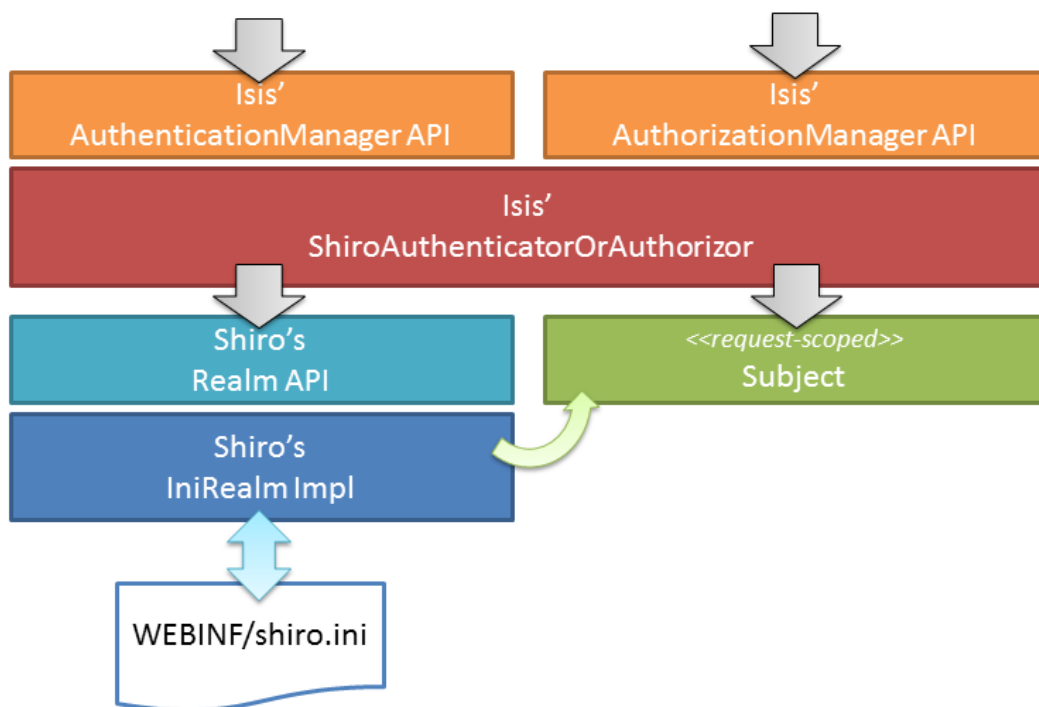 Isis’
AuthenticationManager API
Isis’
AuthorizationManager API
Isis’
ShiroAuthenticatorOrAuthorizor
Shiro’s
Realm API
<<request-scoped>>
Subject
Shiro’s
IniRealm Impl
WEBINF/shiro.ini